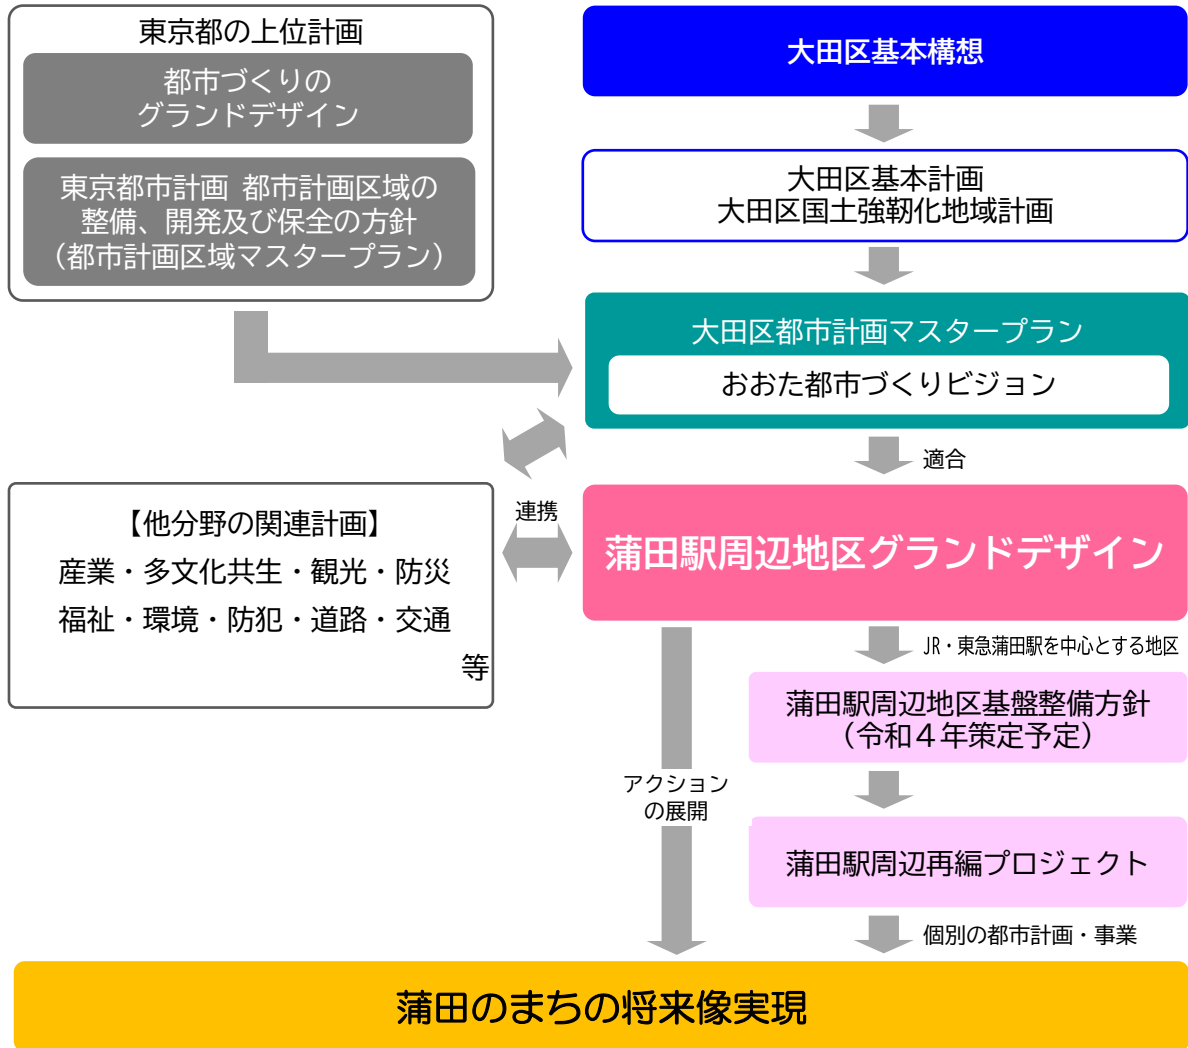 東京都の上位計画
都市づくりの
グランドデザイン
東京都市計画 都市計画区域の
整備、開発及び保全の方針
（都市計画区域マスタープラン）
大田区基本構想
大田区基本計画
大田区国土強靭化地域計画
大田区都市計画マスタープラン
おおた都市づくりビジョン
適合
【他分野の関連計画】
産業・多文化共生・観光・防災
福祉・環境・防犯・道路・交通
等
連携
蒲田駅周辺地区グランドデザイン
JR・東急蒲田駅を中心とする地区
蒲田駅周辺地区基盤整備方針
（令和４年策定予定）
アクション
の展開
蒲田駅周辺再編プロジェクト
個別の都市計画・事業
蒲田のまちの将来像実現